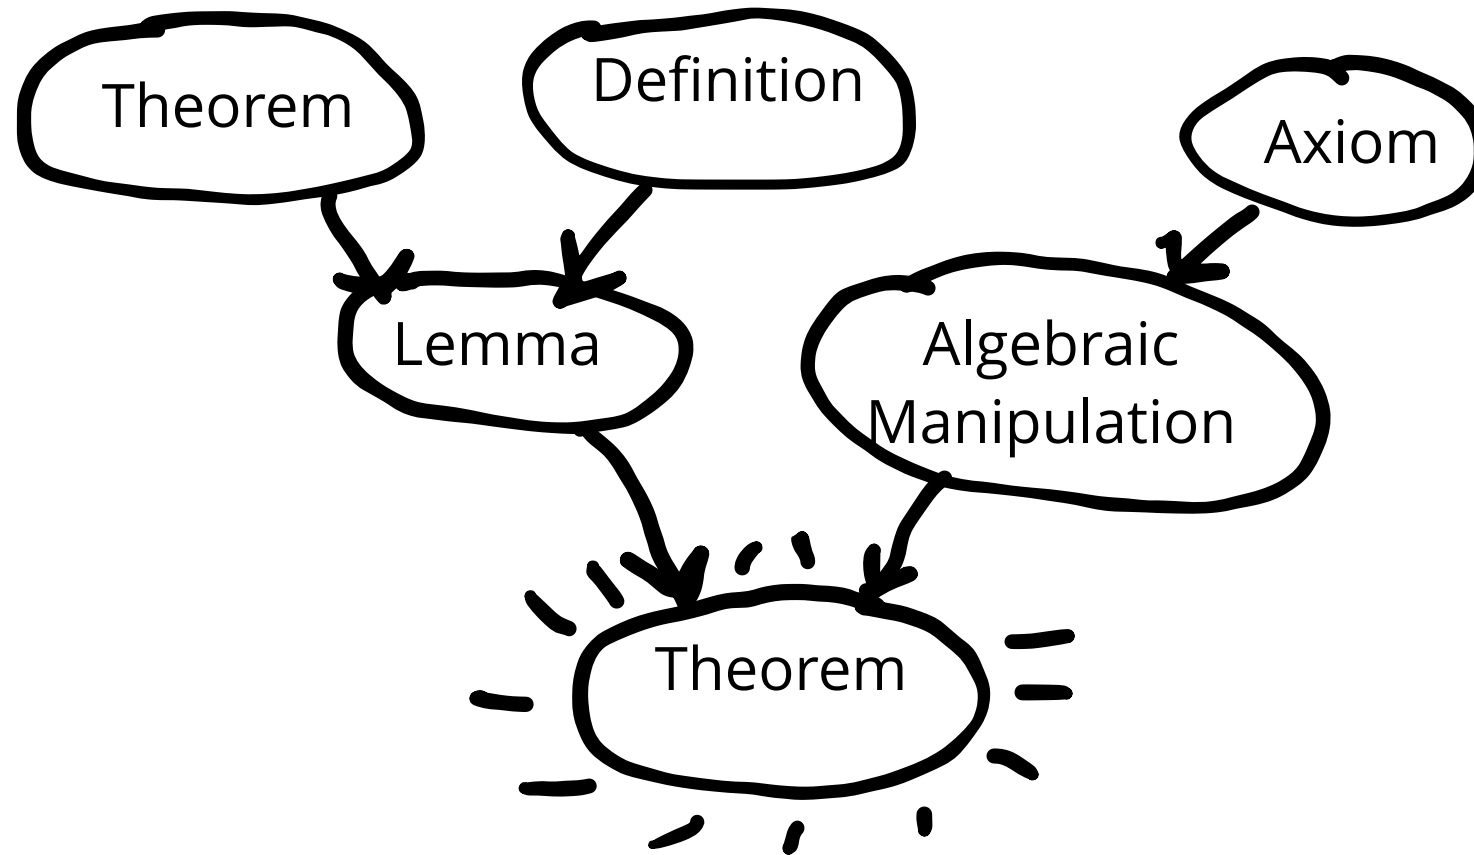 Theorem
Definition
Axiom
Lemma
Algebraic
Manipulation
Theorem